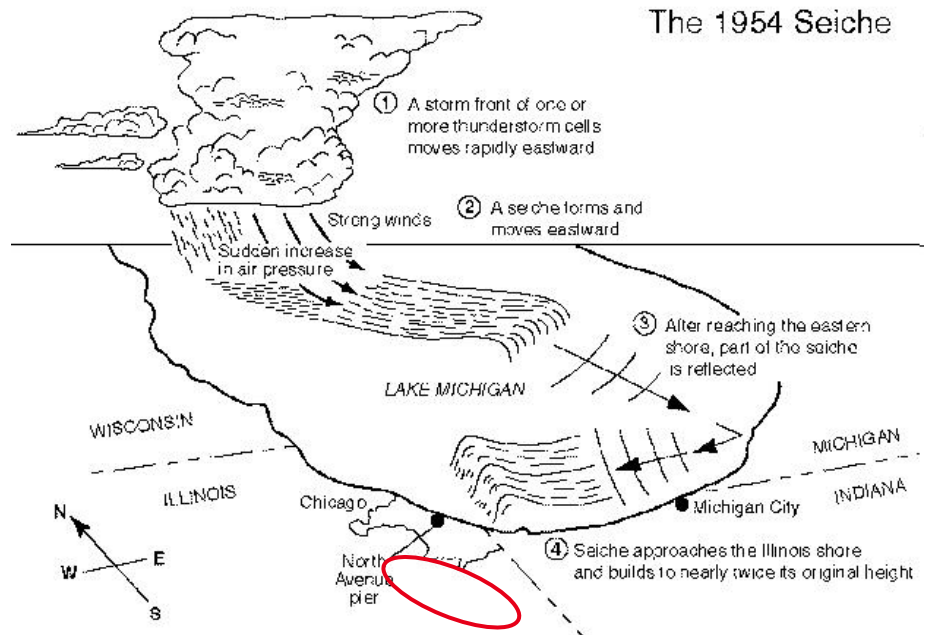 The 1954 Seiche
1 A storm front of one or
more thunderstorm cells
moves rapidly eastward
Strong winds
2 A seiche forms and
moves eastward
Sudden increase
in air pressure
3 After reaching the eastern
shore, part of the seiche
is reflected
LAKE MICHIGAN
WISCONSIN
MICHIGAN
ILLINOIS
INDIANA
Chicago
Michigan City
N
W
E
S
North
Avenue
pier
4 Seiche approaches the Illinois shore
and builds to nearly twice its original height